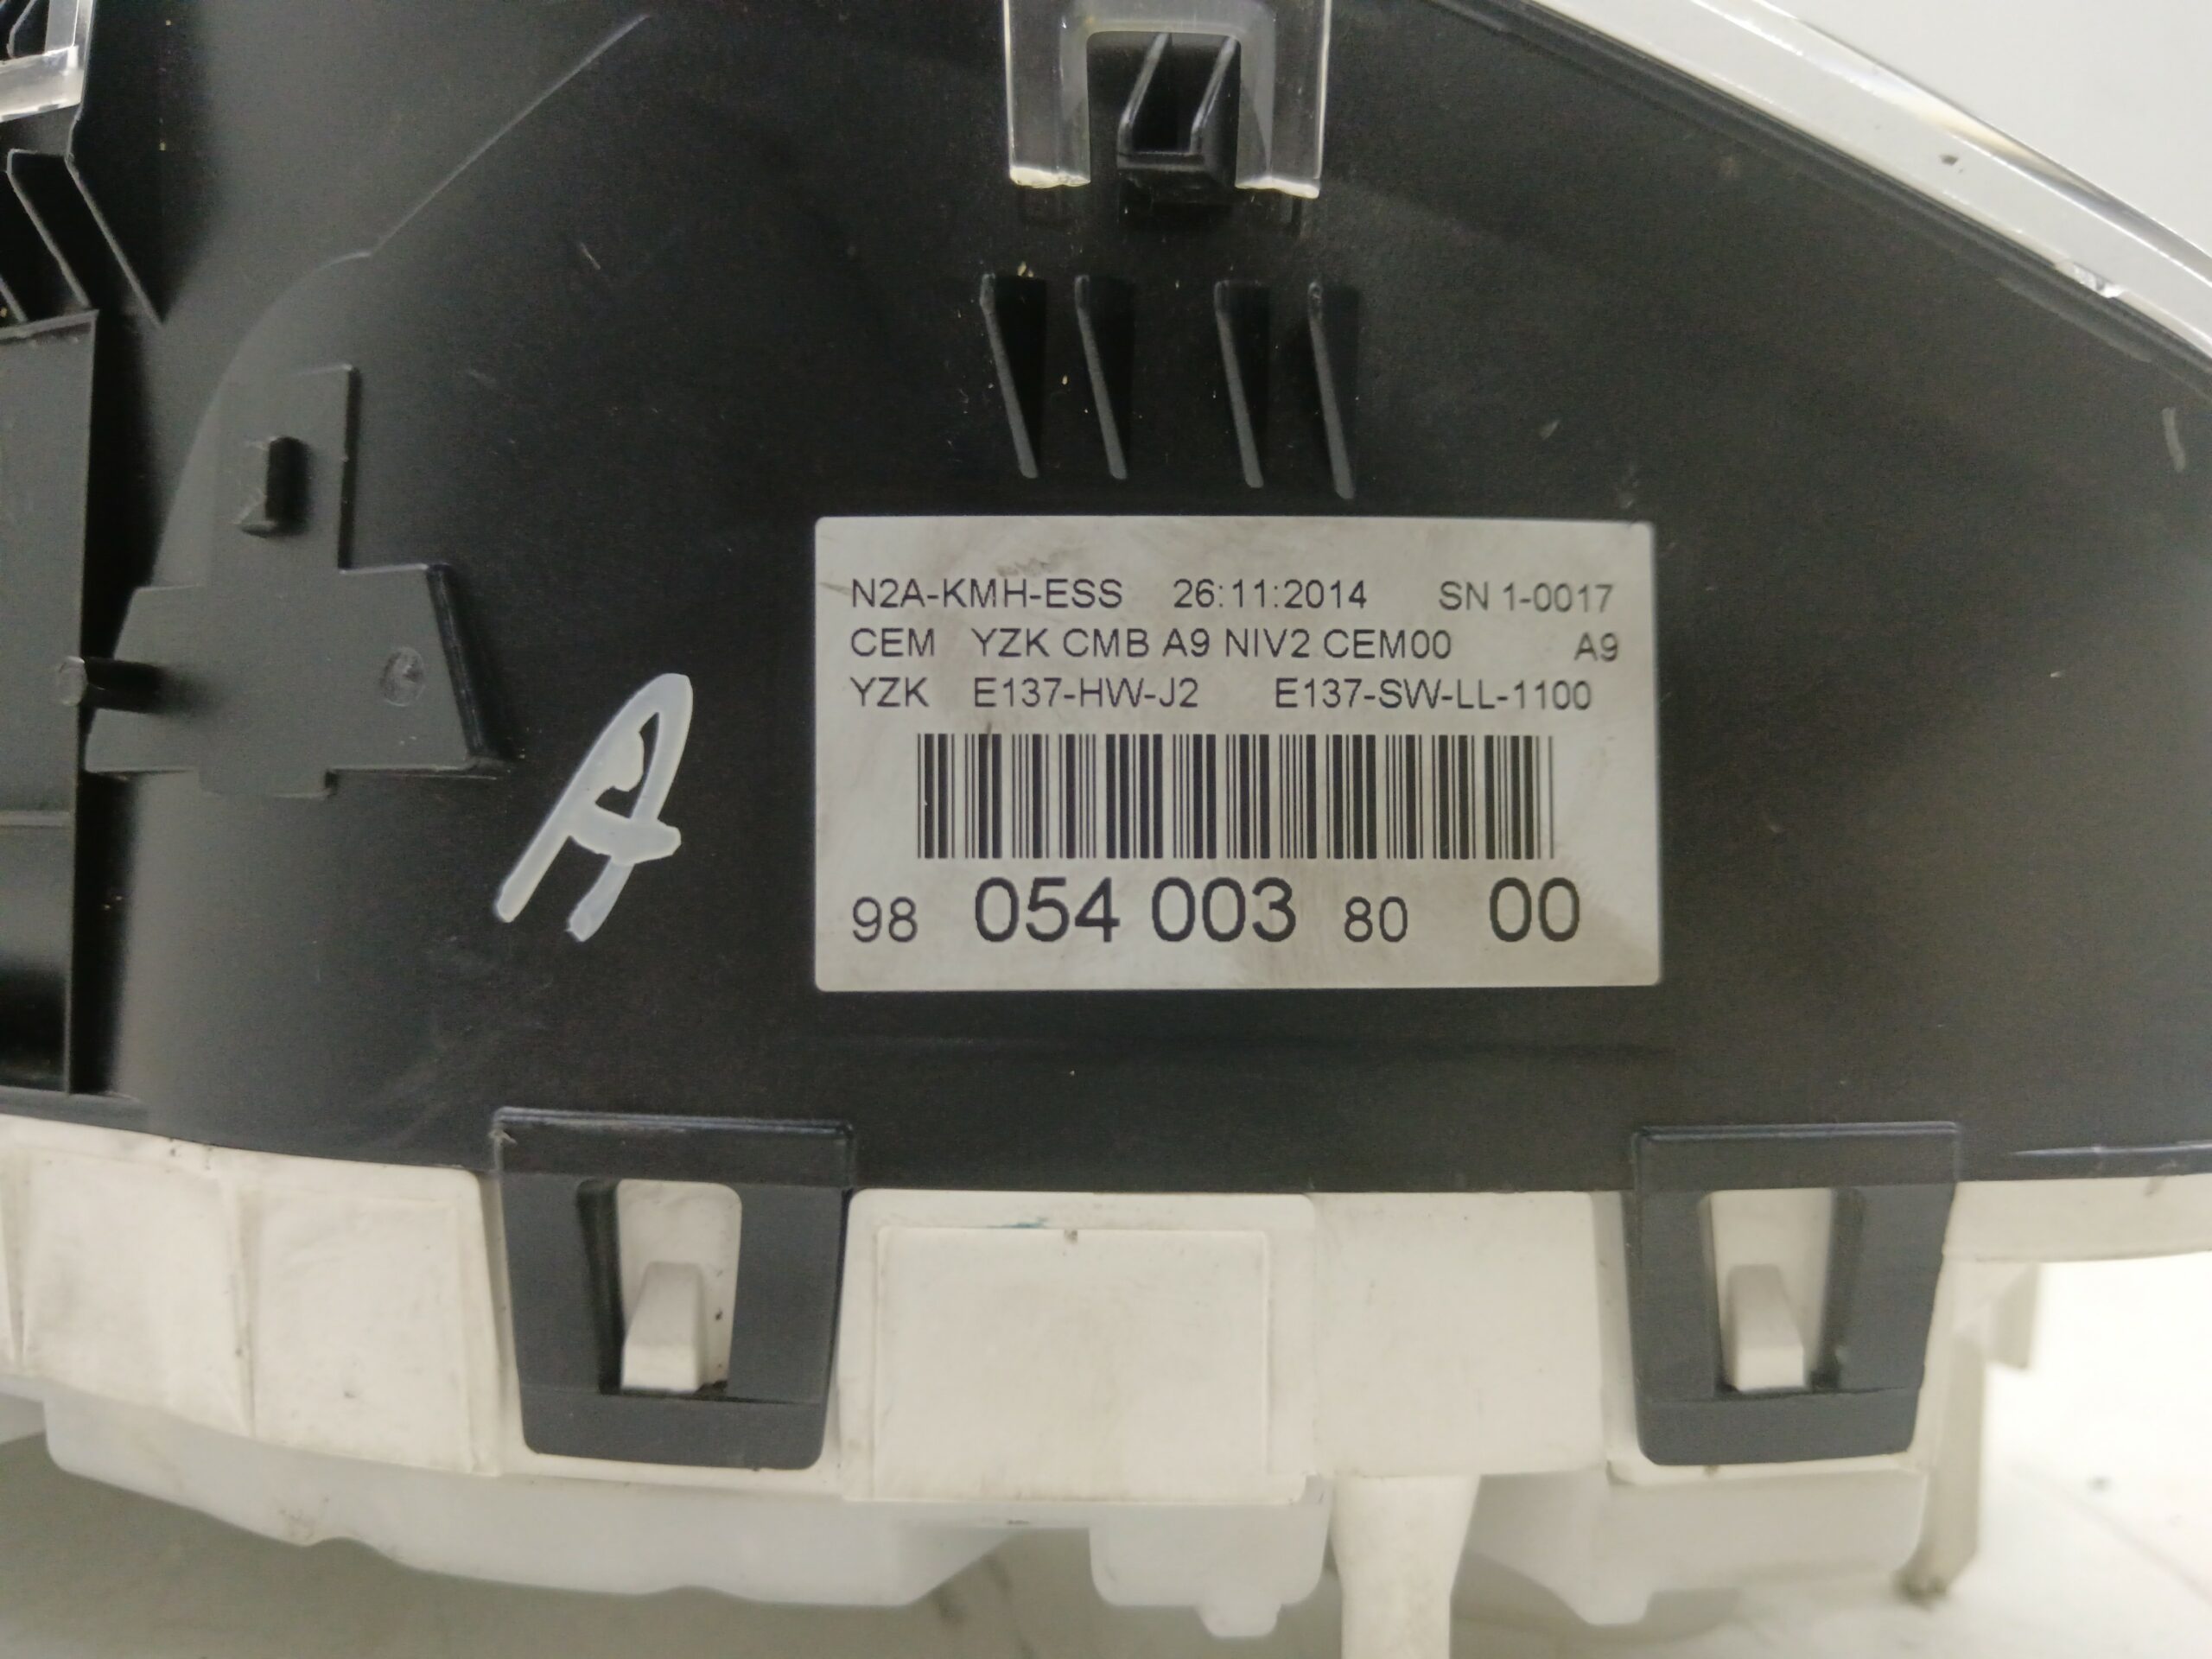 N2A-KMH-ESS 26:11:2014 SN 1-0017
CEM YZK CMB A9 NIV2 CEM00 A9
YZK E137-HW-J2 E137-SW-LL-1100
98 054 003 80 00
A